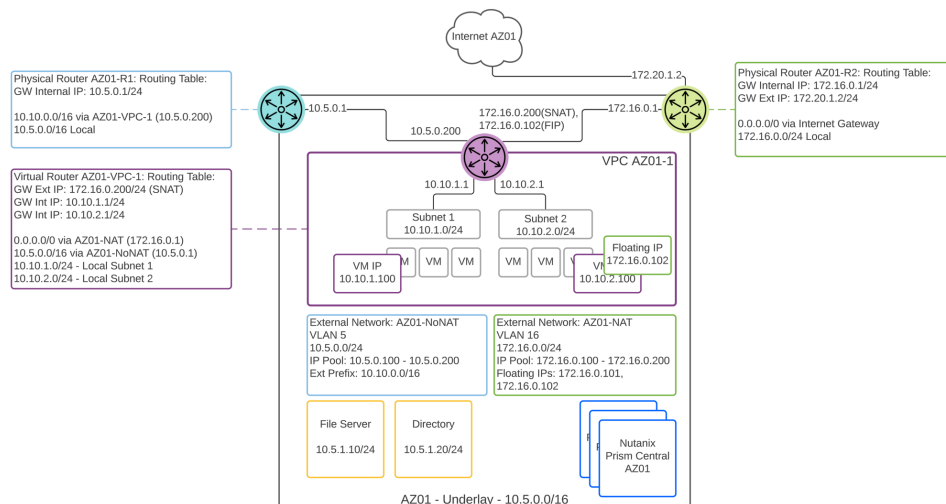 Internet AZ01
172.20.1.2
Physical Router AZ01-R1: Routing Table:
GW Internal IP: 10.5.0.1/24
10.10.0.0/16 via AZ01-VPC-1 (10.5.0.200)
10.5.0.0/16 Local
Physical Router AZ01-R2: Routing Table:
GW Internal IP: 172.16.0.1/24
GW Ext IP: 172.20.1.2/24
0.0.0.0/0 via Internet Gateway
172.16.0.0/24 Local
10.5.0.1
172.16.0.200(SNAT),
172.16.0.102(FIP)
172.16.0.1
10.5.0.200
Virtual Router AZ01-VPC-1: Routing Table:
GW Ext IP: 172.16.0.200/24 (SNAT)
GW Int IP: 10.10.1.1/24
GW Int IP: 10.10.2.1/24
0.0.0.0/0 via AZ01-NAT (172.16.0.1)
10.5.0.0/16 via AZ01-NoNAT (10.5.0.1)
10.10.1.0/24 - Local Subnet 1
10.10.2.0/24 - Local Subnet 2
VPC AZ01-1
10.10.1.1
10.10.2.1
Subnet 1
10.10.1.0/24
Subnet 2
10.10.2.0/24
VM
VM
VM
VM
VM IP
10.10.1.100
10.10.2.100
Floating IP
172.16.0.102
External Network: AZ01-NoNAT
VLAN 5
10.5.0.0/24
IP Pool: 10.5.0.100 - 10.5.0.200
Ext Prefix: 10.10.0.0/16
External Network: AZ01-NAT
VLAN 16
172.16.0.0/24
IP Pool: 172.16.0.100 - 172.16.0.200
Floating IPs: 172.16.0.101,
172.16.0.102
File Server
10.5.1.10/24
Directory
10.5.1.20/24
Nutanix
Prism Central
AZ01
AZ01 - Underlay - 10.5.0.0/16